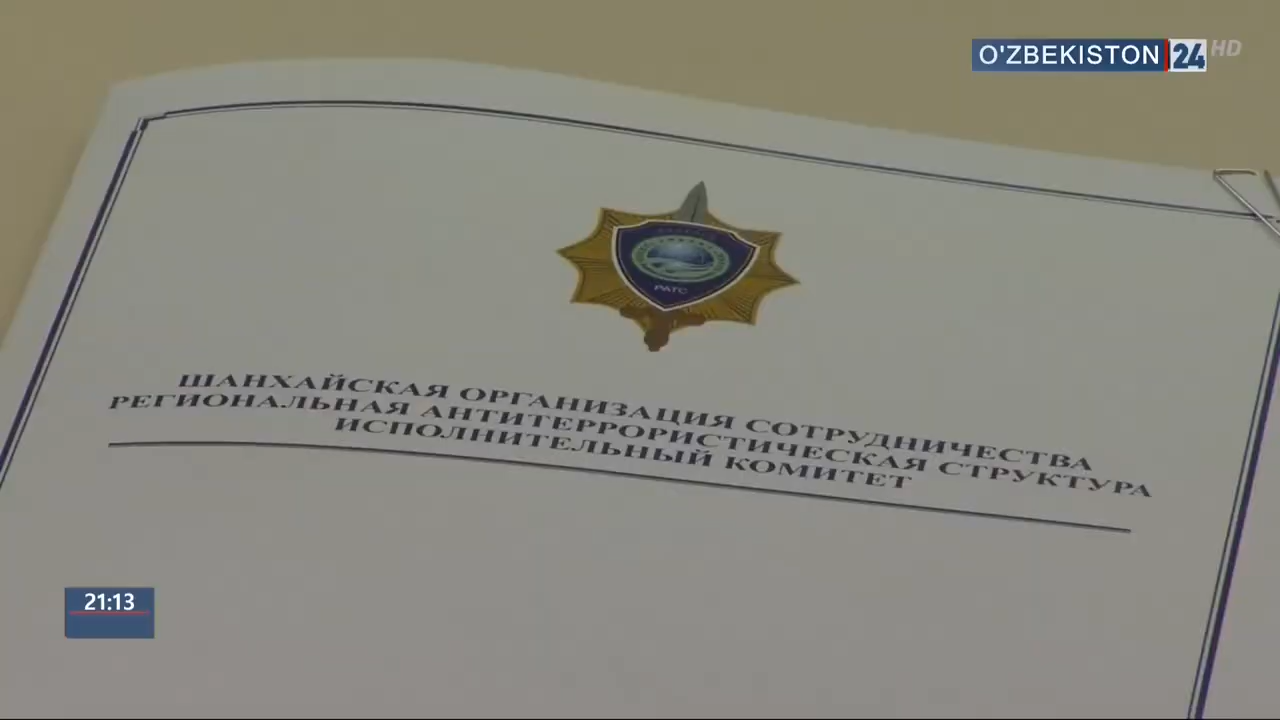 O'ZBEKISTON 24 HD
РАТС
ШАНХАЙСКАЯ ОРГАНИЗАЦИЯ СОТРУДНИЧЕСТВА
РЕГИОНАЛЬНАЯ АНТИТЕРРОРИСТИЧЕСКАЯ СТРУКТУРА
ИСПОЛНИТЕЛЬНЫЙ КОМИТЕТ
21:13